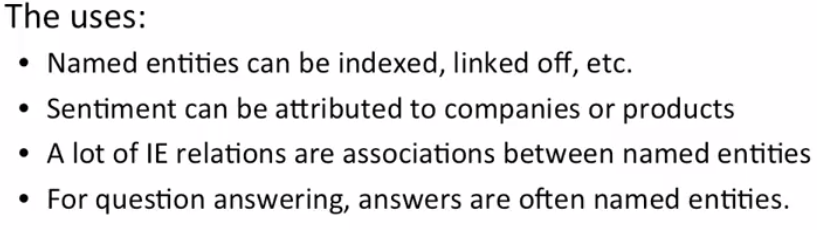 The uses:
• Named entities can be indexed, linked off, etc.
• Sentiment can be attributed to companies or products
• A lot of IE relations are associations between named entities
• For question answering, answers are often named entities.